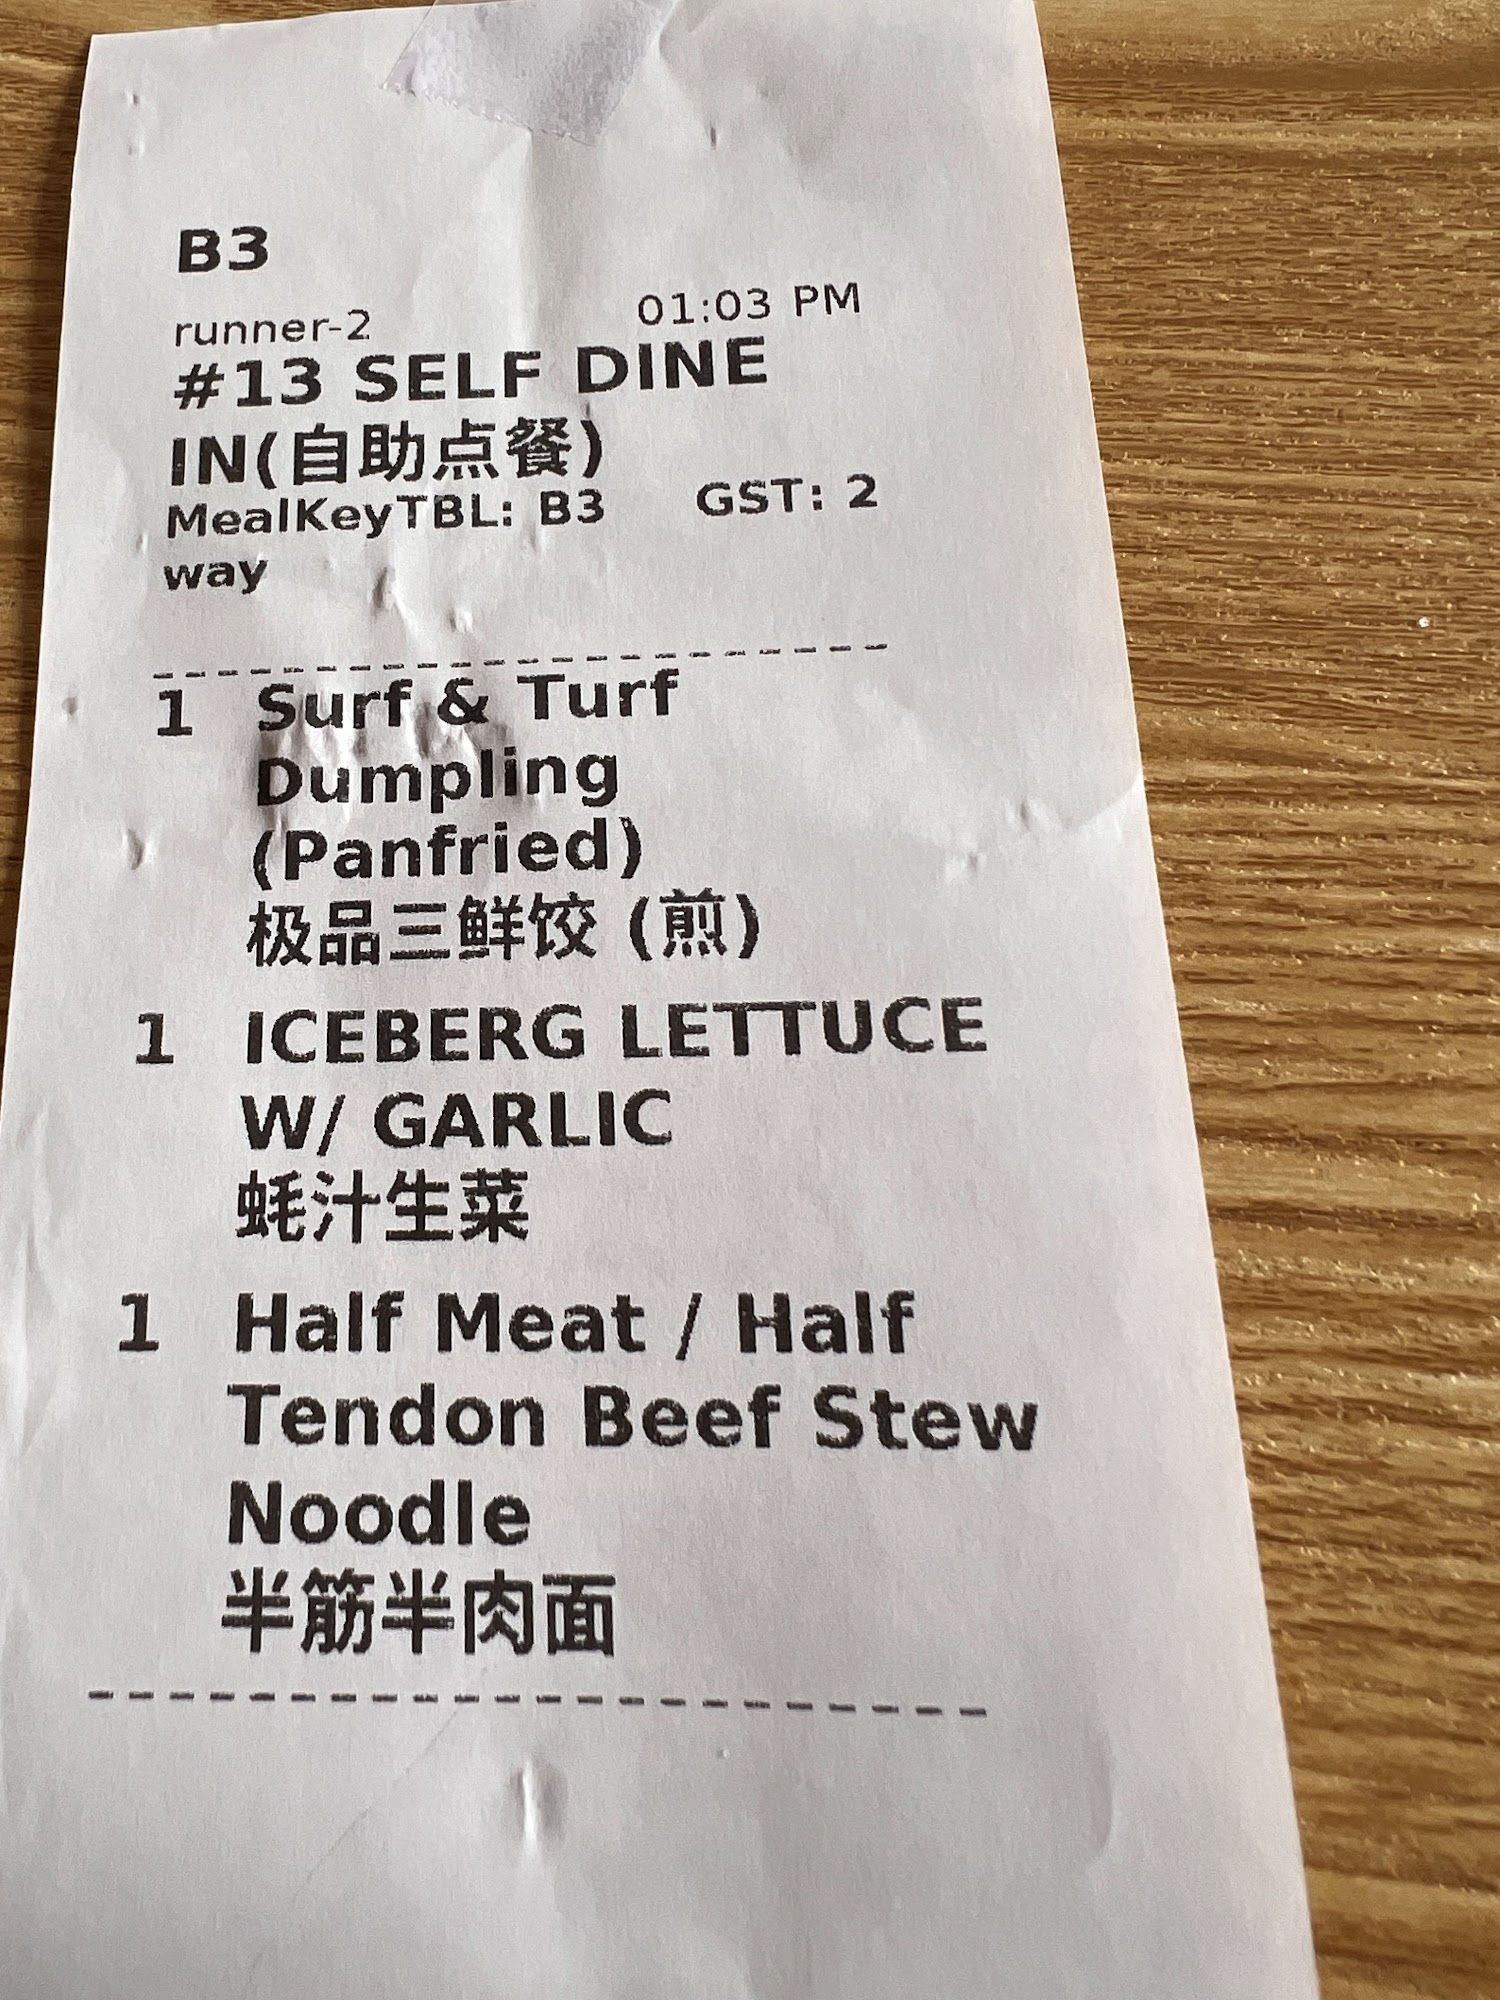 B3
runner-2 01:03 PM
#13 SELF DINE
IN(自助点餐)
MealKeyTBL: B3 GST: 2
way
1 Surf & Turf
Dumpling
(Panfried)
极品三鲜饺 (煎)
1 ICEBERG LETTUCE
W/ GARLIC
蚝汁生菜
1 Half Meat / Half
Tendon Beef Stew
Noodle
半筋半肉面